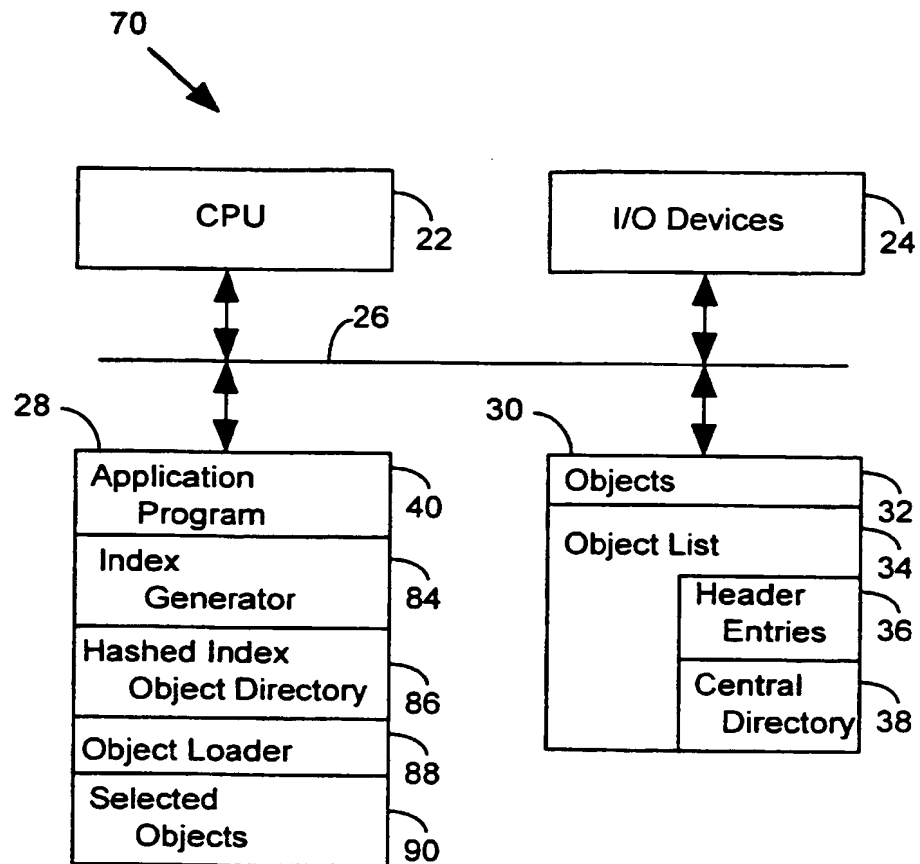 70
CPU
22
I/O Devices
24
26
28
Application
Program
40
Index
Generator
84
Hashed Index
Object Directory
86
Object Loader
88
Selected
Objects
90
30
Objects
32
Object List
34
Header
Entries
36
Central
Directory
38